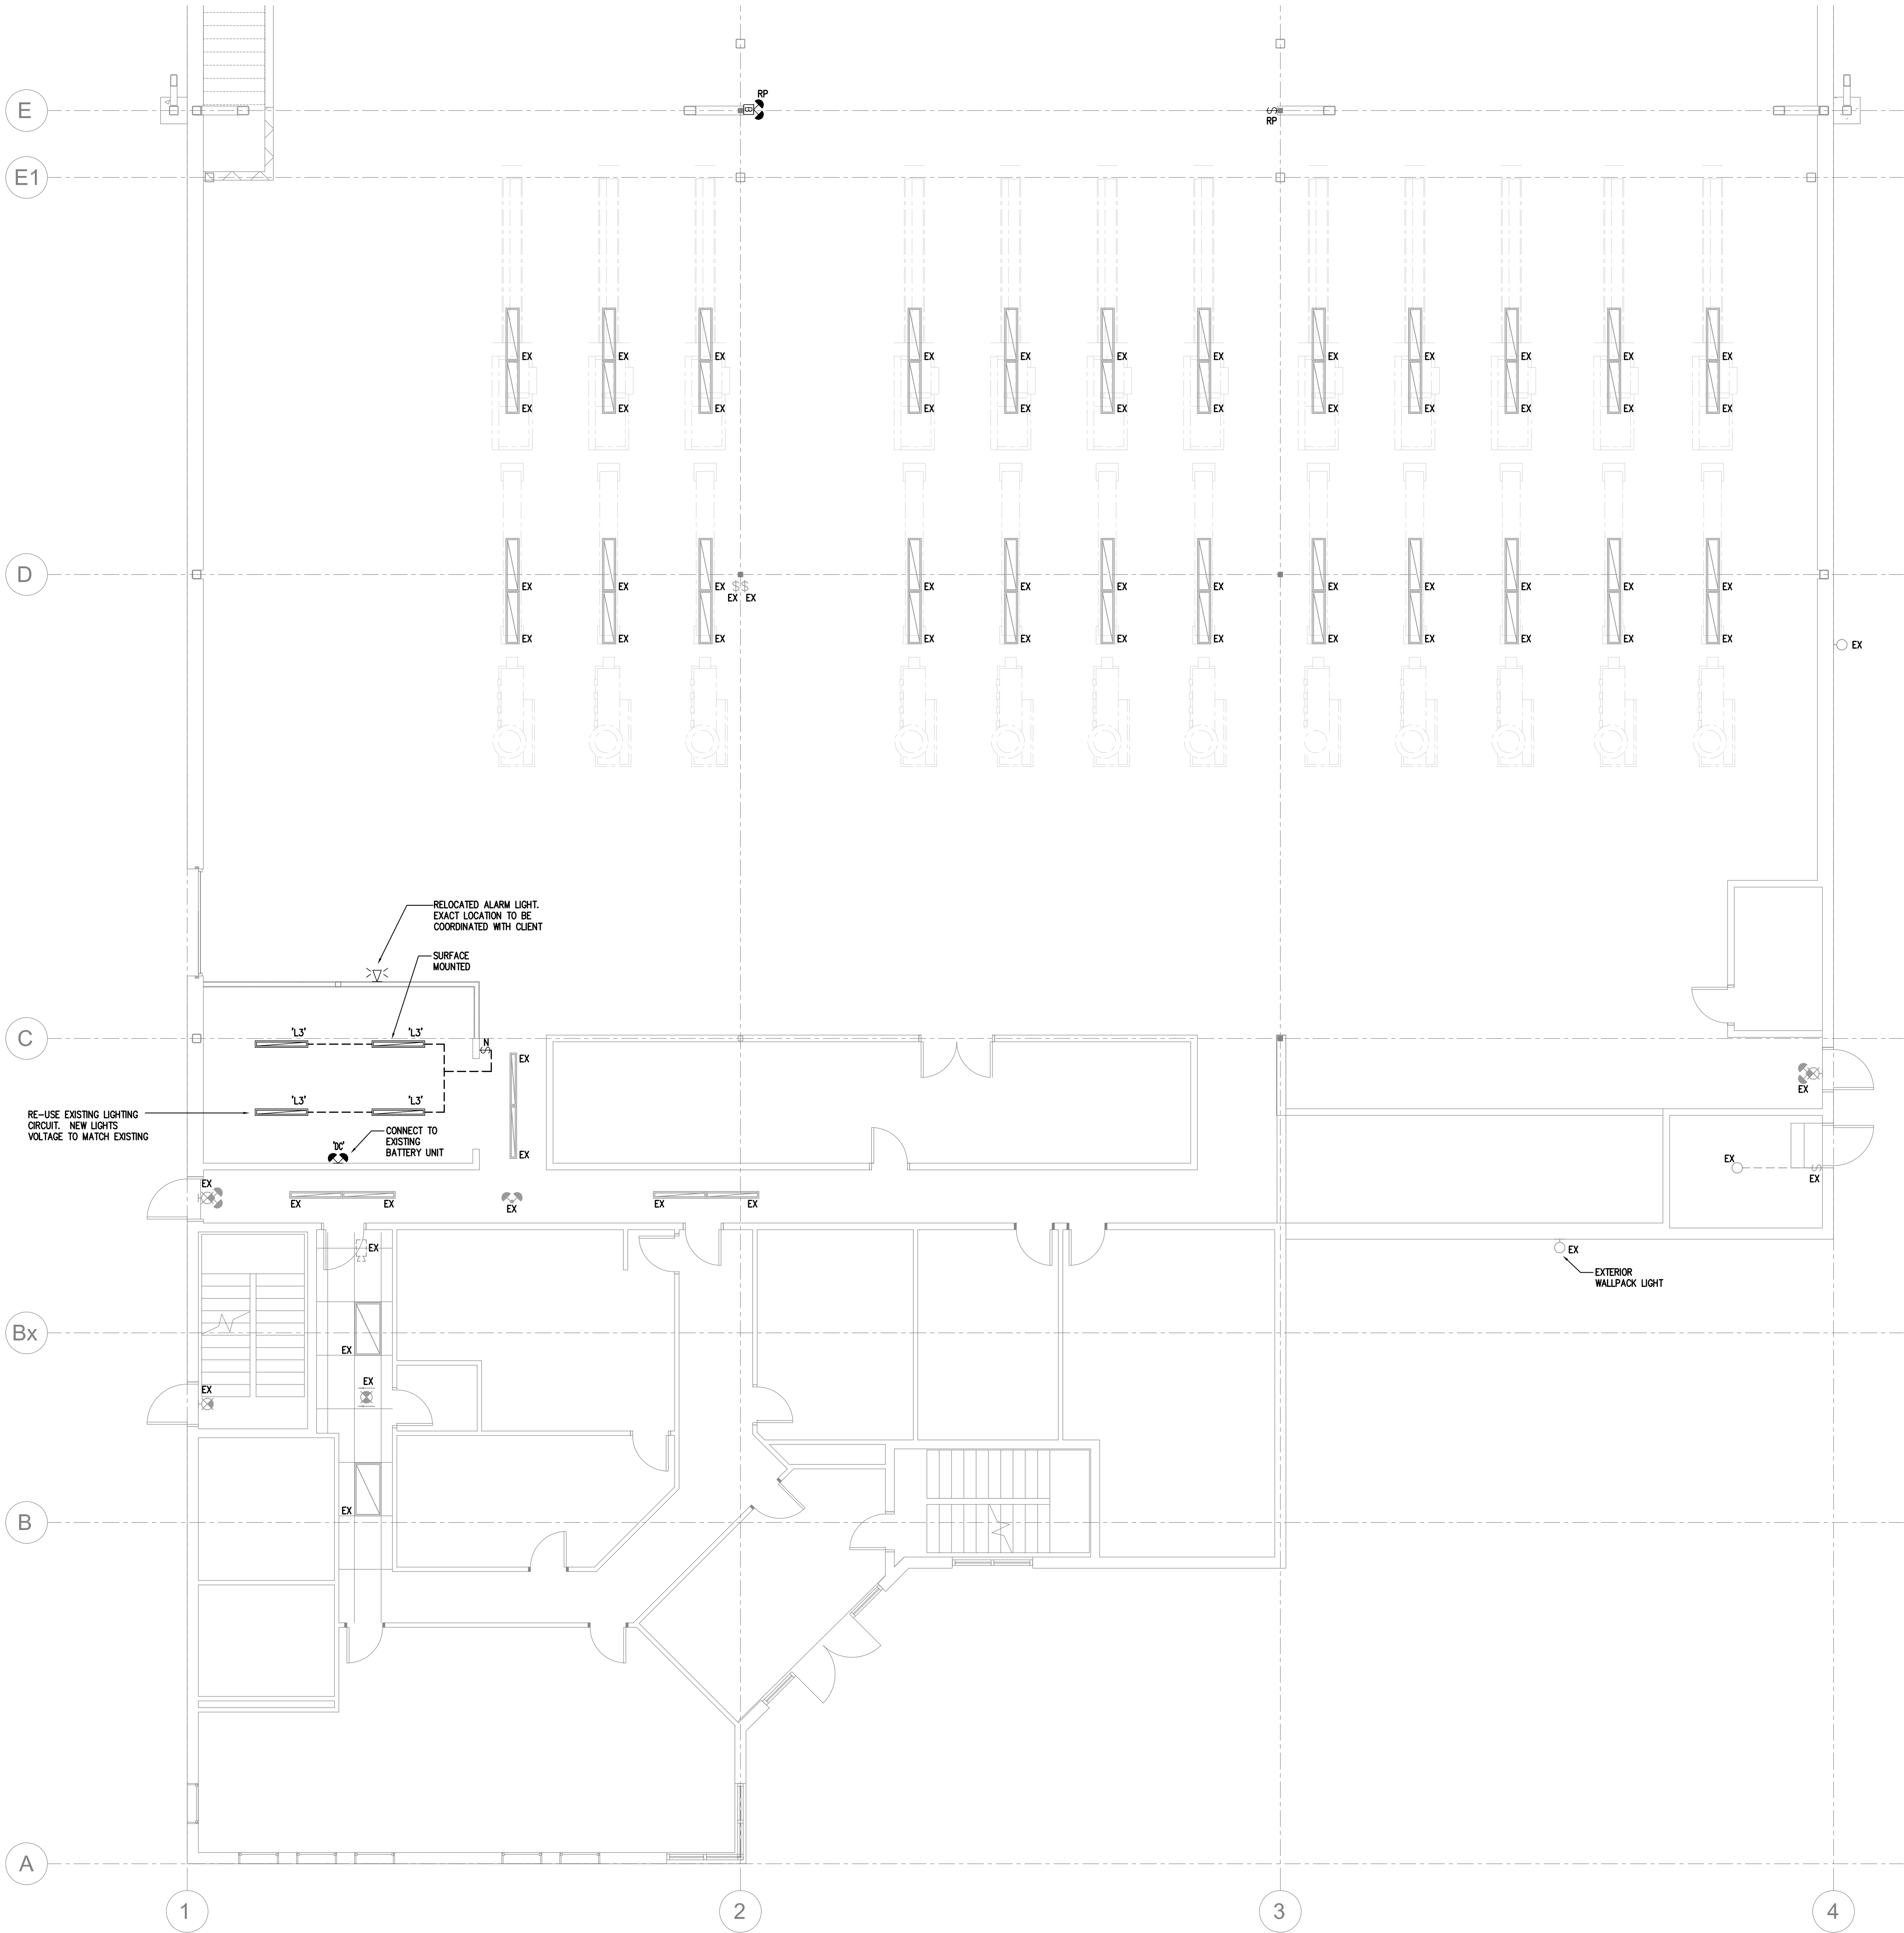 RP
E
RP
E1
EX EX EX EX EX EX EX EX EX EX EX EX
EX EX EX EX EX EX EX EX EX EX EX EX
D
EX EX EX EX EX EX EX EX EX EX EX EX
$$
EX EX
EX EX EX EX EX EX EX EX EX EX EX EX
EX
RELOCATED ALARM LIGHT.
EXACT LOCATION TO BE
COORDINATED WITH CLIENT
SURFACE
MOUNTED
C
'L3' 'L3'
N
EX
EX
'L3' 'L3'
RE-USE EXISTING LIGHTING
CIRCUIT. NEW LIGHTS
VOLTAGE TO MATCH EXISTING
CONNECT TO
EXISTING
BATTERY UNIT
'DC'
EX
EX
EX
EX
EX EX
EX
EX EX
EX
EX
EXTERIOR
WALLPACK LIGHT
Bx
EX
EX
EX
EX
B
A
1
2
3
4